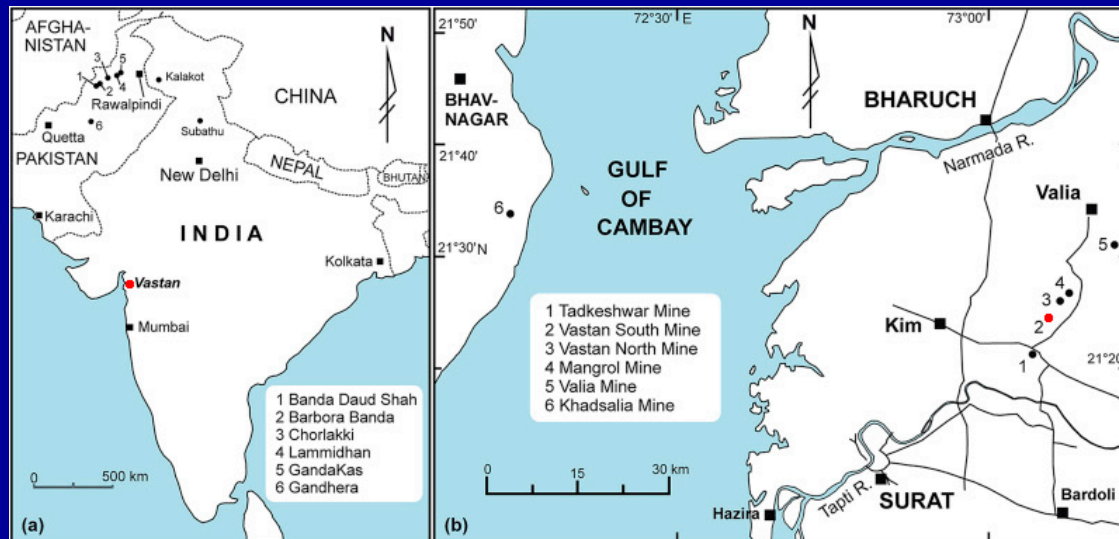 AFGHA-
NISTAN
N
3
5
1
2
4
Kalakot
Rawalpindi
CHINA
6
Quetta
Subathu
PAKISTAN
New Delhi
NEPAL
BHUTAN
Karachi
INDIA
Kolkata
Vastan
Mumbai
1 Banda Daud Shah
2 Barbora Banda
3 Chorlakki
4 Lammidhan
5 GandaKas
6 Gandhera
0 500 km
(a)
72°30 E
73°00
21°50
N
BHAV-
NAGAR
BHARUCH
Narmada R.
21°40
GULF
OF
CAMBAY
Valia
6
5
21°30 N
4
3
2
Kim
1
21°20
1 Tadkeshwar Mine
2 Vastan South Mine
3 Vastan North Mine
4 Mangrol Mine
5 Valia Mine
6 Khadsalia Mine
0 15 30 km
Tapti R.
SURAT
Hazira
Bardoli
(b)